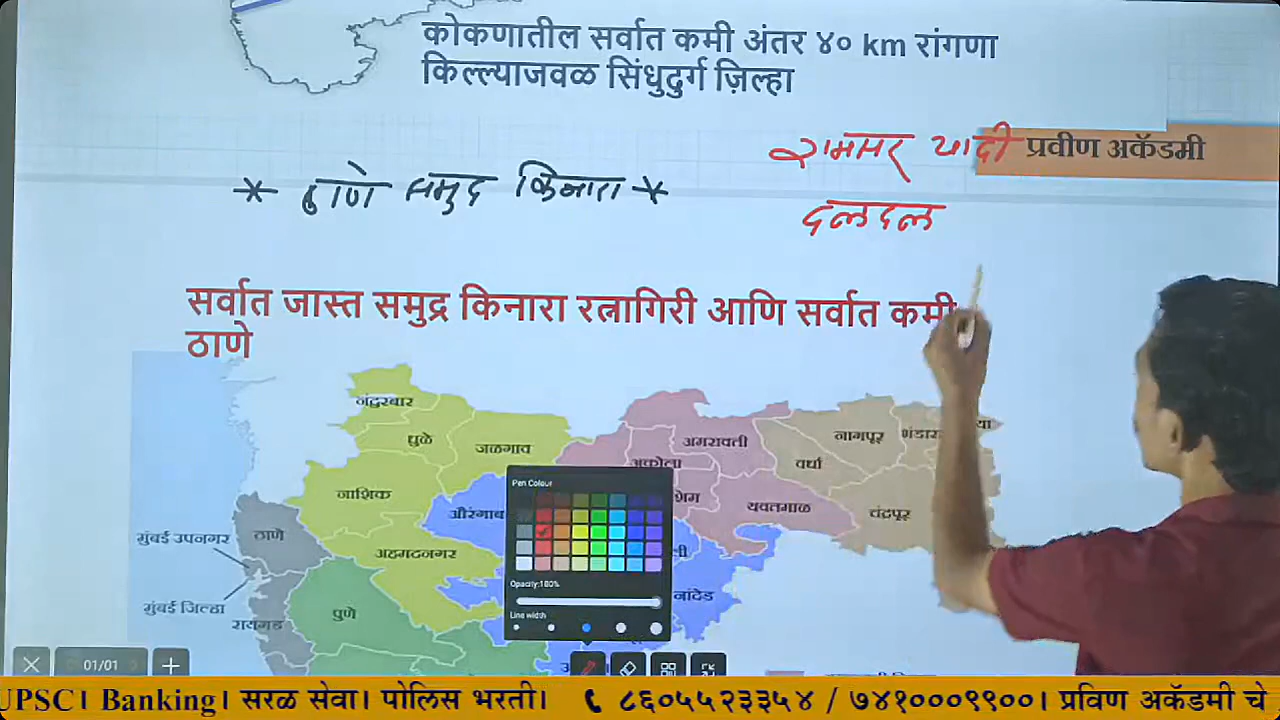 कोकणातील सर्वात कमी अंतर ४० km रांगणा
किल्ल्याजवळ सिंधुदुर्ग ज़िल्हा
रामसर यादी
प्रवीण अकॅडमी
* ठाणे समुद्र किनारा *
दलदल
सर्वात जास्त समुद्र किनारा रत्नागिरी आणि सर्वात कमी
ठाणे
नंदुरबार
धुळे
जळगाव
अमरावती
नागपूर
भंडार
या
अकोला
वर्धा
नाशिक
औरंगाब
शिम
यवतमाळ
चंद्रपूर
मुंबई उपनगर
ठाणे
अहमदनगर
ली
मुंबई जिल्हा
पुणे
नांदेड
रायगड
Pen Colour
Opacity:100%
Line width
01/01
UPSC। Banking। सरळ सेवा। पोलिस भरती। ८६०५५२३३५४ / ७४१०००९९००। प्रविण अकॅडमी चे